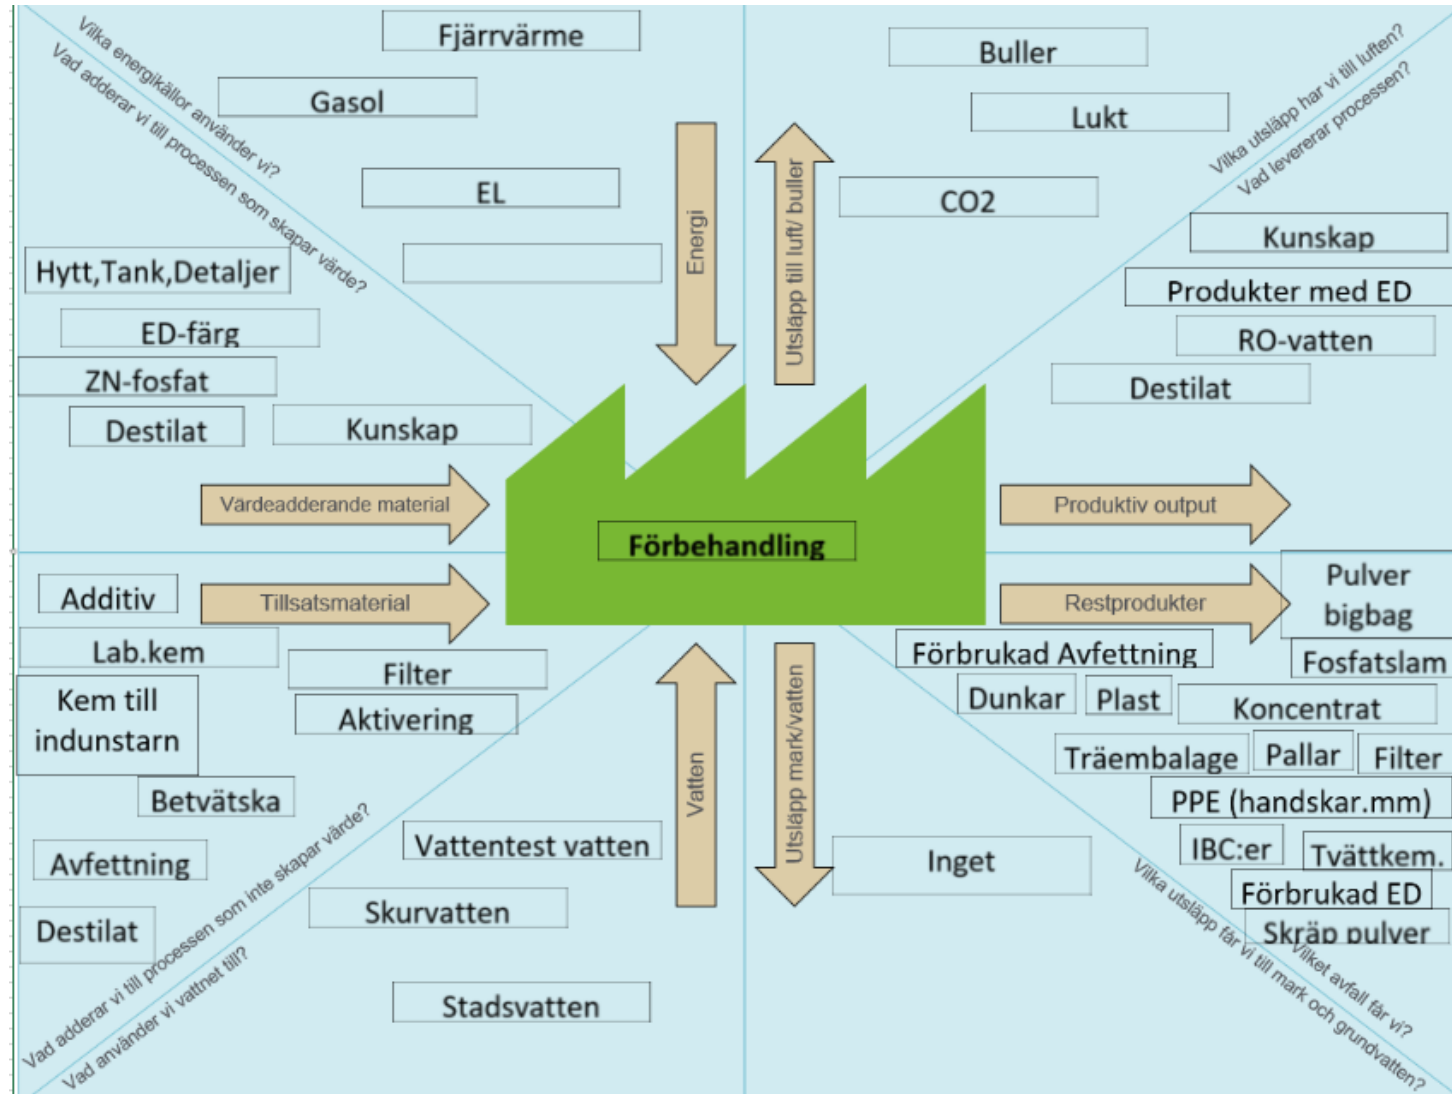 Fjärrvärme
Gasol
EL
Vilka energikällor använder vi?
Vad adderar vi till processen som skapar värde?
Energi
Utsläpp till luft/ buller
Buller
Lukt
CO2
Vilka utsläpp har vi till luften?
Vad levererar processen?
Hytt,Tank,Detaljer
ED-färg
ZN-fosfat
Destilat
Kunskap
Kunskap
Produkter med ED
RO-vatten
Destilat
Värdeadderande material
Produktiv output
Förbehandling
Tillsatsmaterial
Restprodukter
Additiv
Lab.kem
Kem till
indunstarn
Filter
Aktivering
Betvätska
Avfettning
Destilat
Vad adderar vi till processen som inte skapar värde?
Vad använder vi vattnet till?
Vattentest vatten
Skurvatten
Stadsvatten
Vatten
Utsläpp mark/vatten
Inget
Pulver
bigbag
Förbrukad Avfettning
Fosfatslam
Dunkar
Plast
Koncentrat
Träembalage
Pallar
Filter
PPE (handskar.mm)
IBC:er
Tvättkem.
Förbrukad ED
Skräp pulver
Vilket avfall får vi?
Vilka utsläpp får vi till mark och grundvatten?